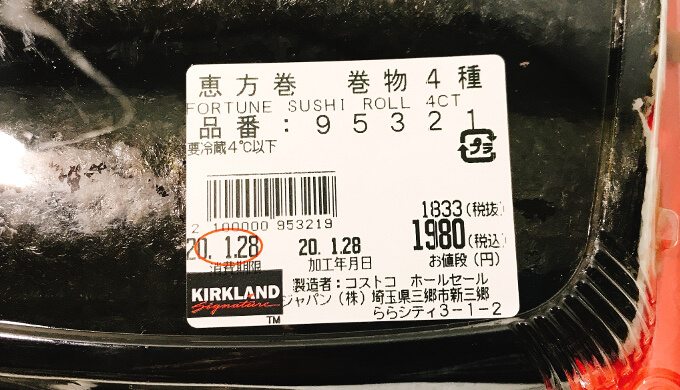 恵方巻 巻物4種
FORTUNE SUSHI ROLL 4CT
品番:95321
要冷蔵4℃以下
プラ
2 100000 953219
1833(税抜)
1980(税込)
お値段(円)
20. 1.28
消費期限
20. 1.28
加工年月日
KIRKLAND
Signature
TM
製造者:コストコ ホールセール
ジャパン(株)埼玉県三郷市新三郷
ららシティ3-1-2